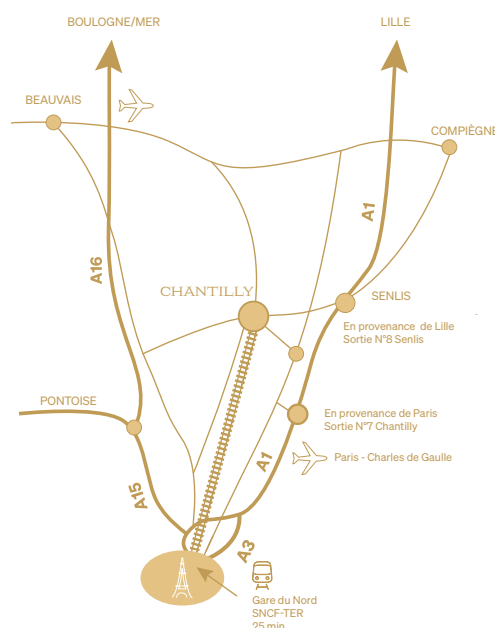 BOULOGNE/MER
LILLE
BEAUVAIS
COMPIÈGNE
A1
A16
CHANTILLY
SENLIS
En provenance de Lille
Sortie N°8 Senlis
PONTOISE
En provenance de Paris
Sortie N°7 Chantilly
A1
Paris - Charles de Gaulle
A15
A3
Gare du Nord
SNCF-TER
25 min